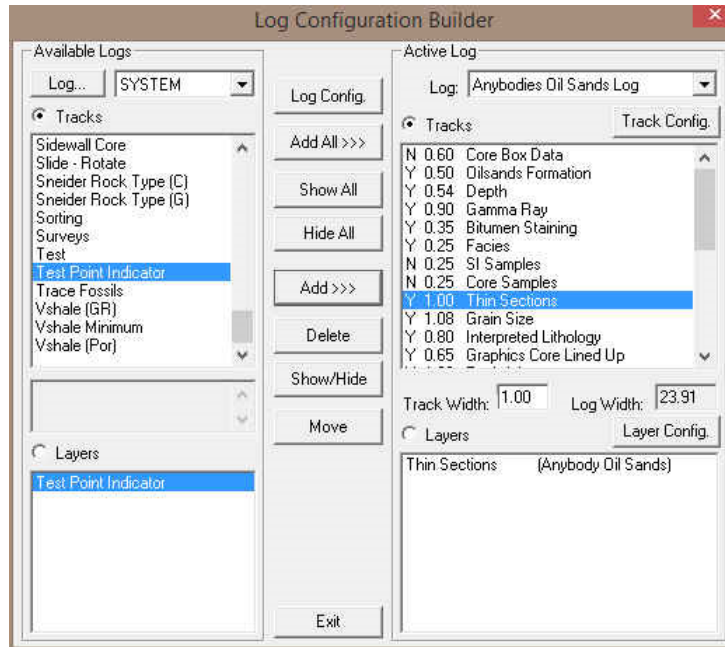 Log Configuration Builder
Available Logs
Log... SYSTEM
Tracks
Sidewall Core
Slide - Rotate
Sneider Rock Type (C)
Sneider Rock Type (G)
Sorting
Surveys
Test
Test Point Indicator
Trace Fossils
Vshale (GR)
Vshale Minimum
Vshale (Por)
Layers
Test Point Indicator
Log Config.
Add All >>>
Show All
Hide All
Add >>>
Delete
Show/Hide
Move
Exit
Active Log
Log: Anybodies Oil Sands Log
Tracks Track Config.
N 0.60 Core Box Data
Y 0.50 Oilsands Formation
Y 0.54 Depth
Y 0.90 Gamma Ray
Y 0.35 Bitumen Staining
Y 0.25 Facies
N 0.25 SI Samples
N 0.25 Core Samples
Y 1.00 Thin Sections
Y 1.08 Grain Size
Y 0.80 Interpreted Lithology
Y 0.65 Graphics Core Lined Up
Track Width: 1.00 Log Width: 23.91
Layers Layer Config.
Thin Sections (Anybody Oil Sands)